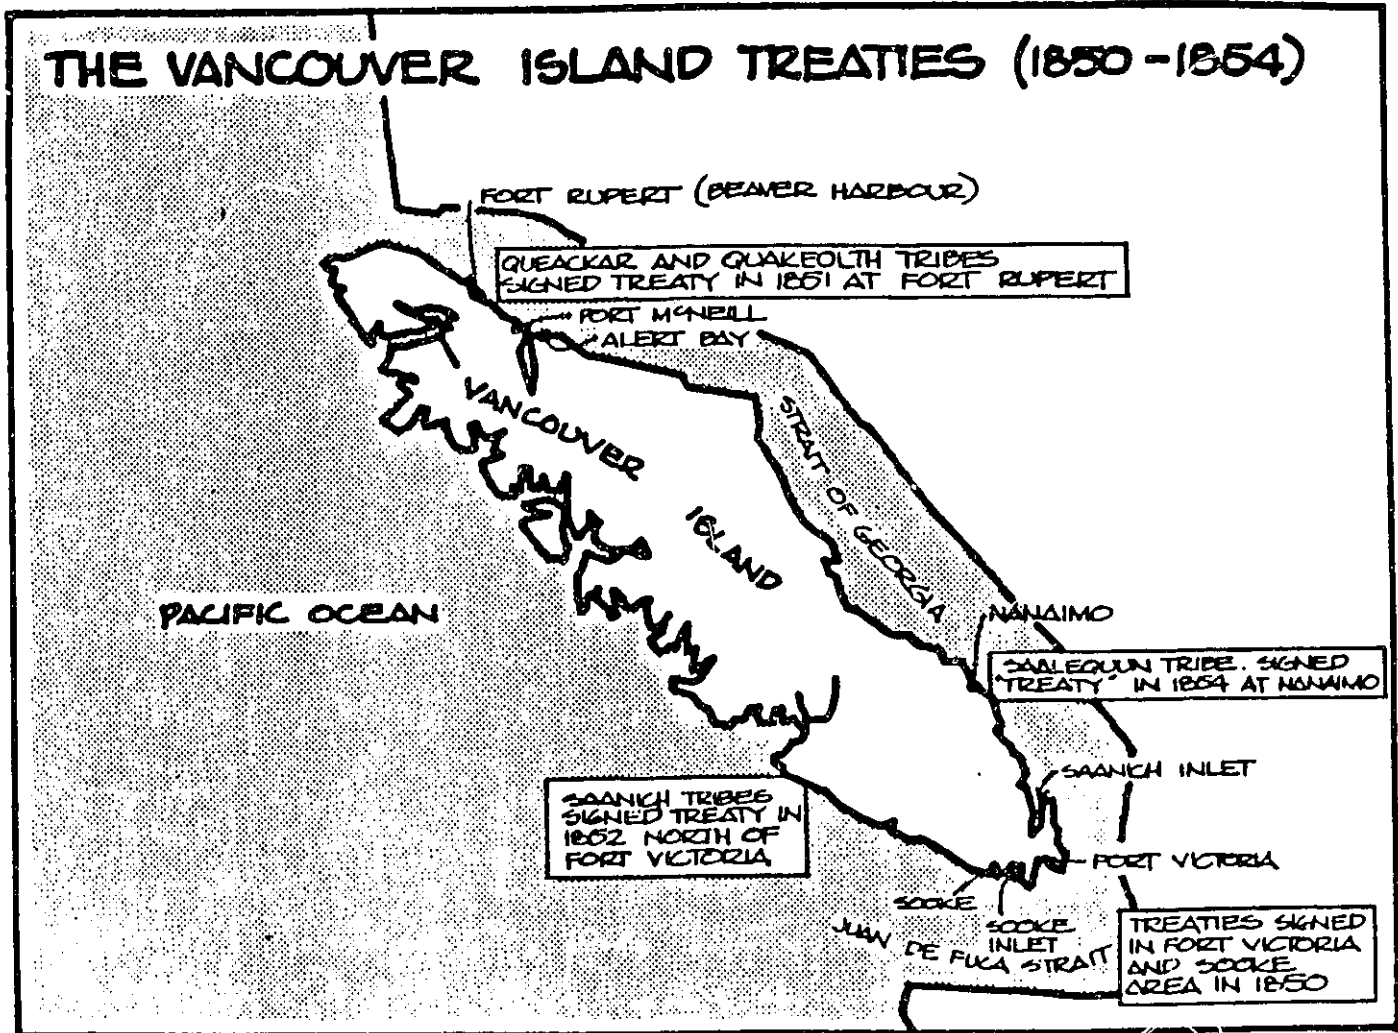 THE VANCOUVER ISLAND TREATIES (1850-1854)
FORT RUPERT (BEAVER HARBOUR)
QUEACKAR AND QUAKEOLTH TRIBES
SIGNED TREATY IN 1851 AT FORT RUPERT
PORT McNEILL
ALERT BAY
VANCOUVER
ISLAND
STRAIT OF GEORGIA
PACIFIC OCEAN
NANAIMO
SAALEQUUN TRIBE. SIGNED
"TREATY" IN 1854 AT NANAIMO
SAANICH INLET
SAANICH TRIBES
SIGNED TREATY IN
1852 NORTH OF
FORT VICTORIA
FORT VICTORIA
SOOKE
SOOKE
INLET
JUAN DE FUCA STRAIT
TREATIES SIGNED
IN FORT VICTORIA
AND SOOKE
AREA IN 1850